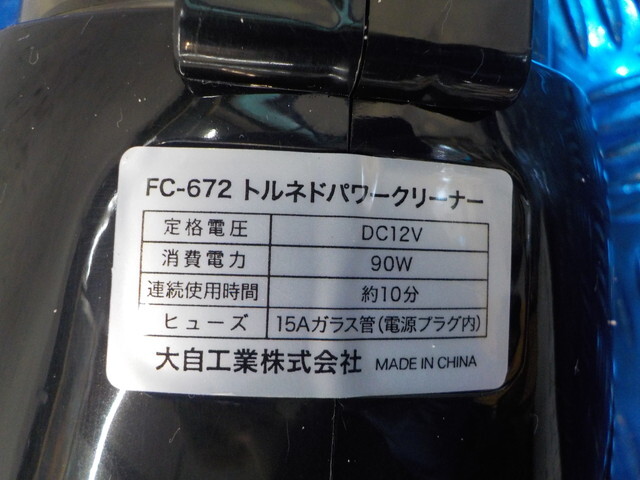 FC-672 トルネドパワークリーナー
定格電圧 DC12V
消費電力 90W
連続使用時間 約10分
ヒューズ 15Aガラス管(電源プラグ内)
大自工業株式会社 MADE IN CHINA